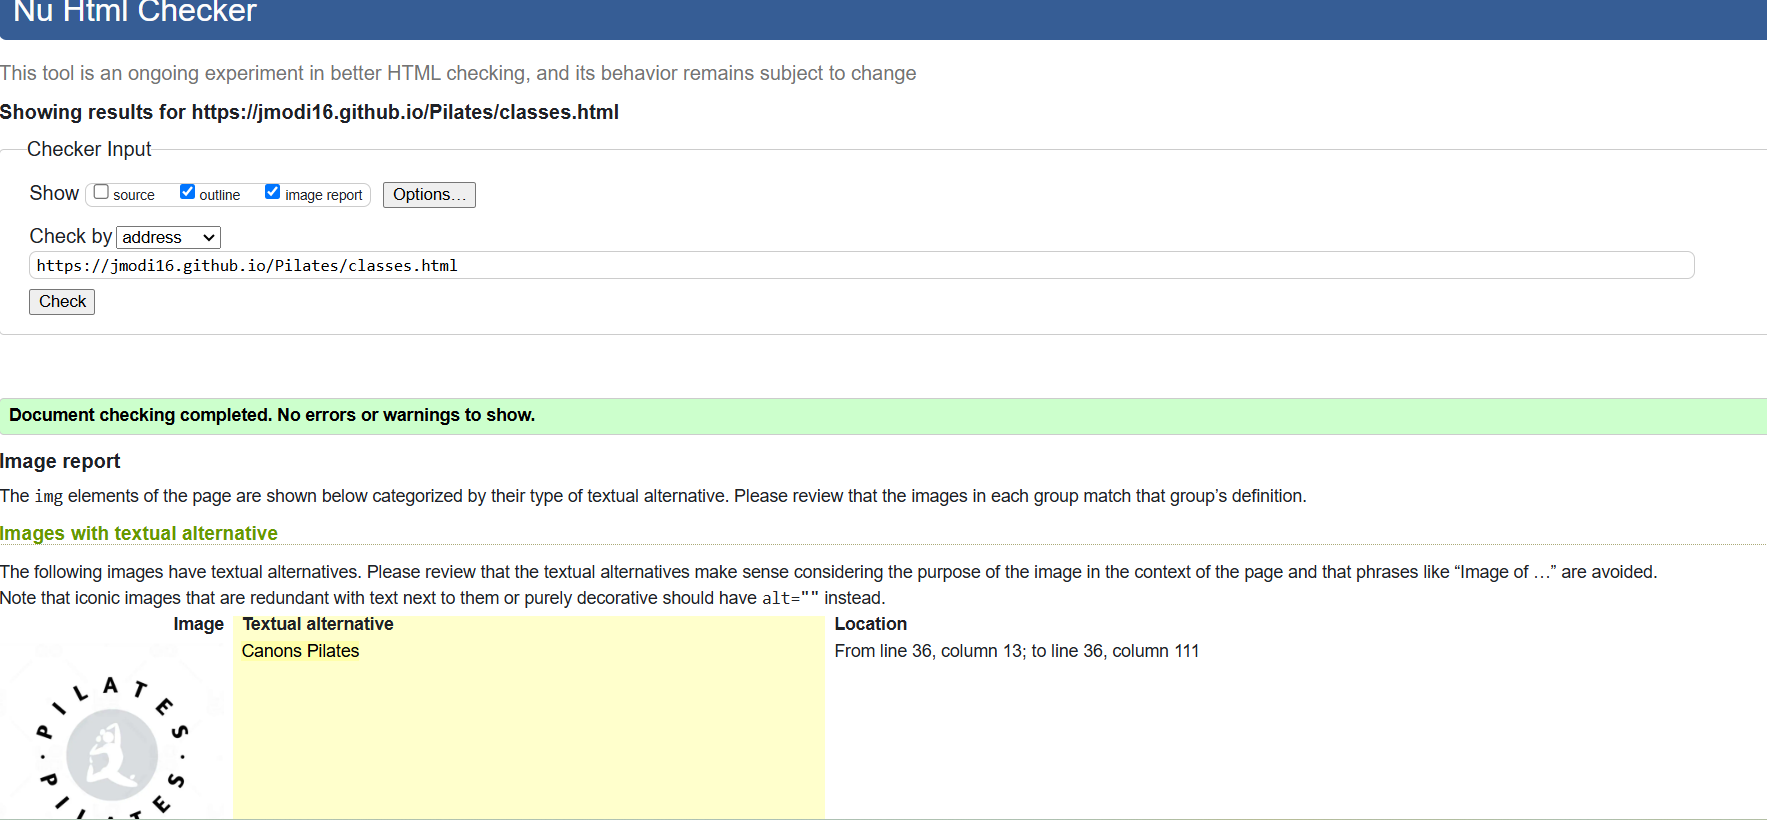 Nu Html Checker
This tool is an ongoing experiment in better HTML checking, and its behavior remains subject to change
Showing results for https://jmodi16.github.io/Pilates/classes.html
Checker Input
Show source outline image report Options...
Check by address
https://jmodi16.github.io/Pilates/classes.html
Check
Document checking completed. No errors or warnings to show.
Image report
The img elements of the page are shown below categorized by their type of textual alternative. Please review that the images in each group match that group’s definition.
Images with textual alternative
The following images have textual alternatives. Please review that the textual alternatives make sense considering the purpose of the image in the context of the page and that phrases like “Image of …” are avoided.
Note that iconic images that are redundant with text next to them or purely decorative should have alt="" instead.
Image Textual alternative Location
Canons Pilates From line 36, column 13; to line 36, column 111
PILATES · PILATES ·